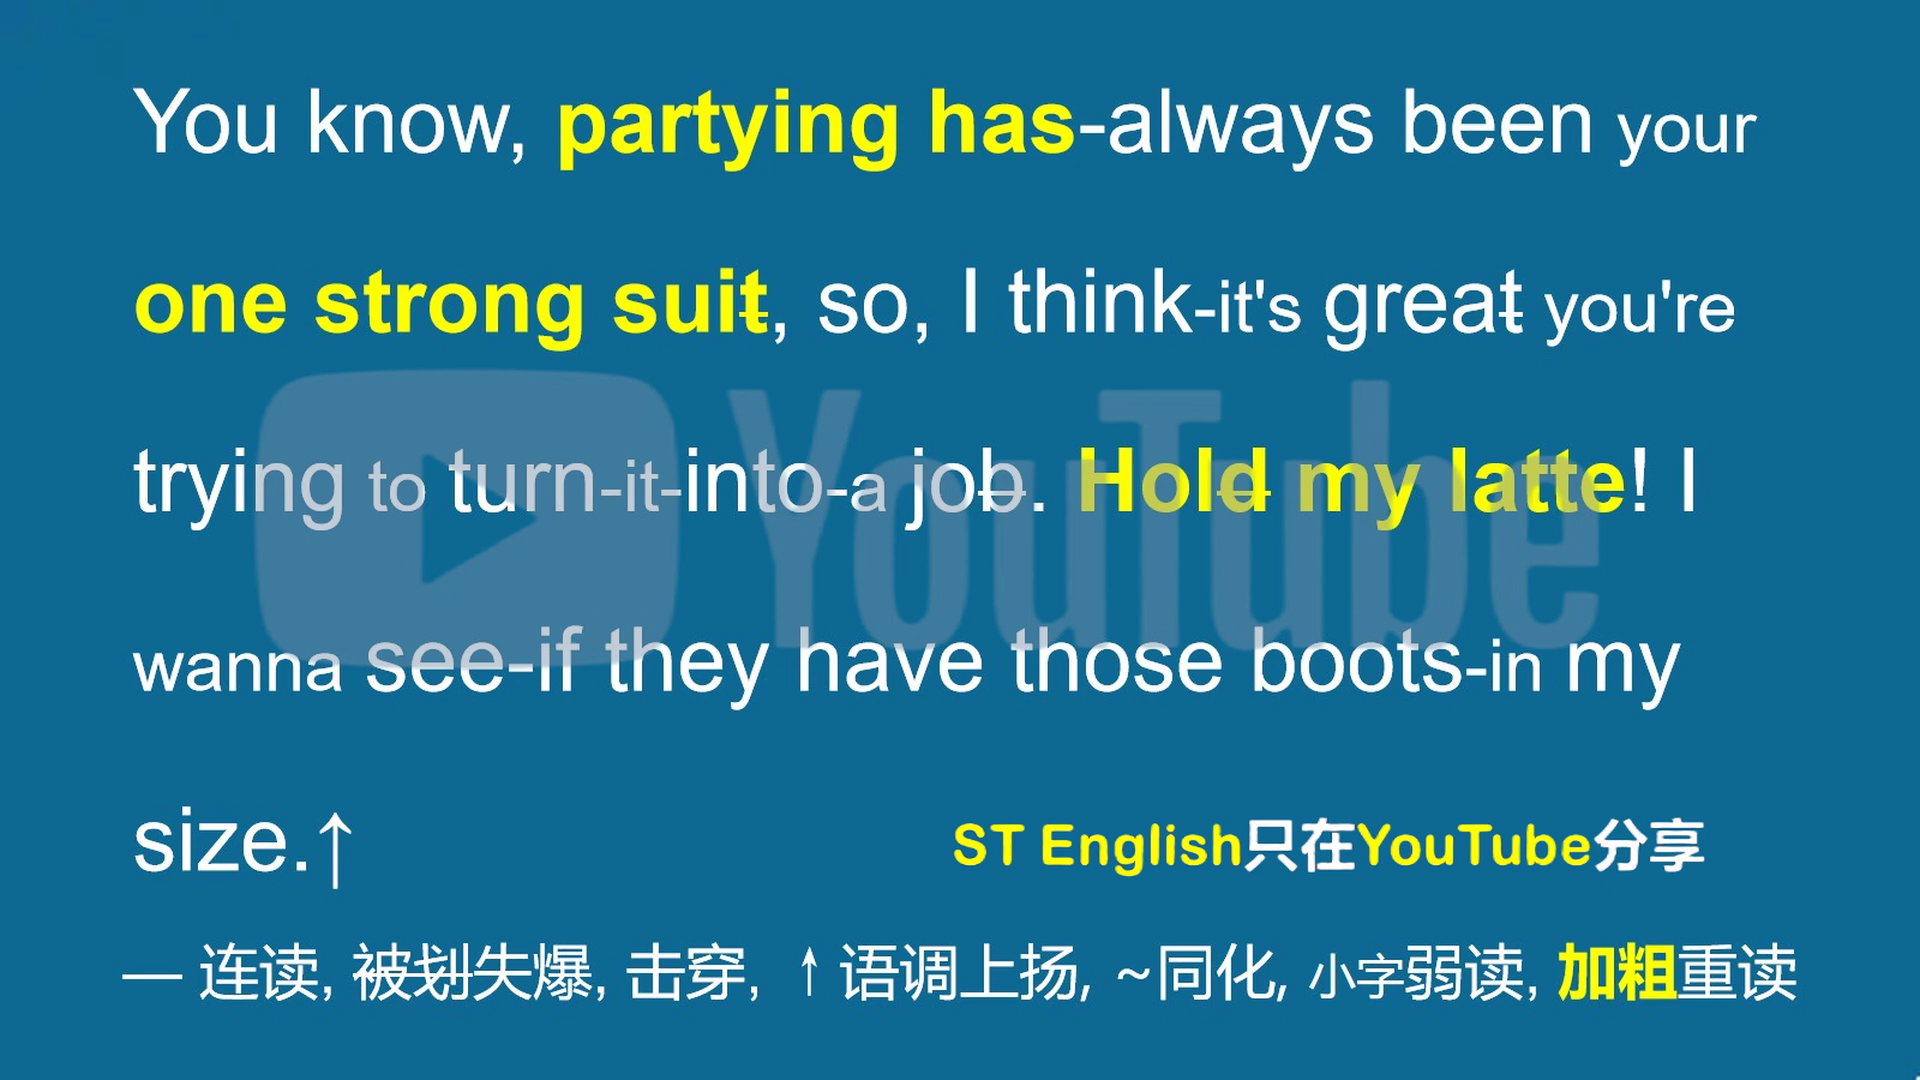 You know, partying has-always been your
one strong suit, so, I think-it's great you're
trying to turn-it-into-a job. Hold my latte! I
YouTube
wanna see-if they have those boots-in my
size.↑
ST English只在YouTube分享
— 连读, 被划失爆, 击穿, ↑语调上扬, ~同化, 小字弱读, 加粗重读